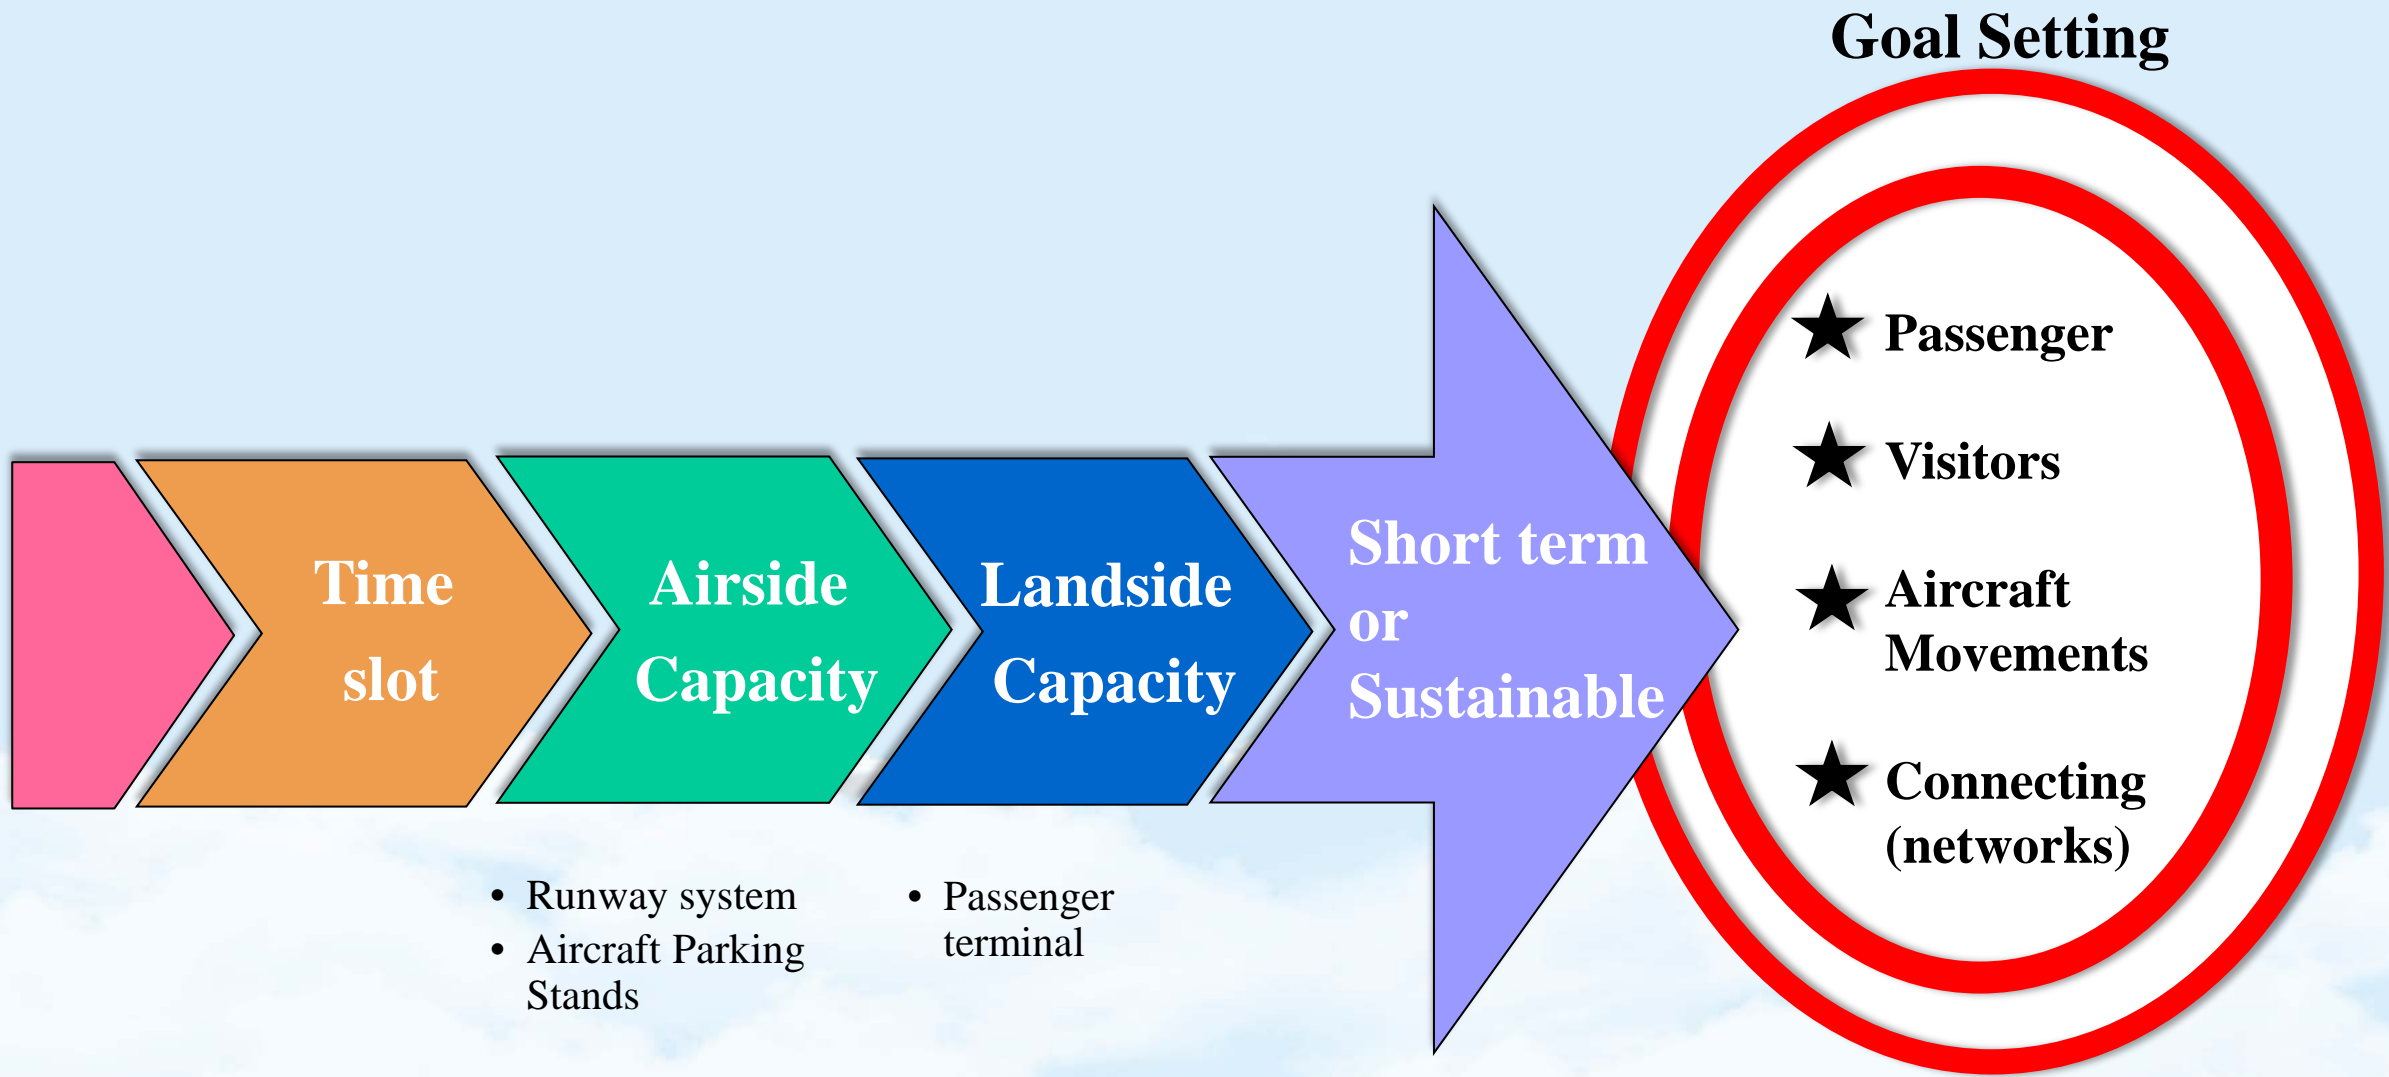 Goal Setting
Time
slot
Airside
Capacity
• Runway system
• Aircraft Parking
Stands
Landside
Capacity
• Passenger
terminal
Short term
or
Sustainable
★ Passenger
★ Visitors
★ Aircraft
Movements
★ Connecting
(networks)